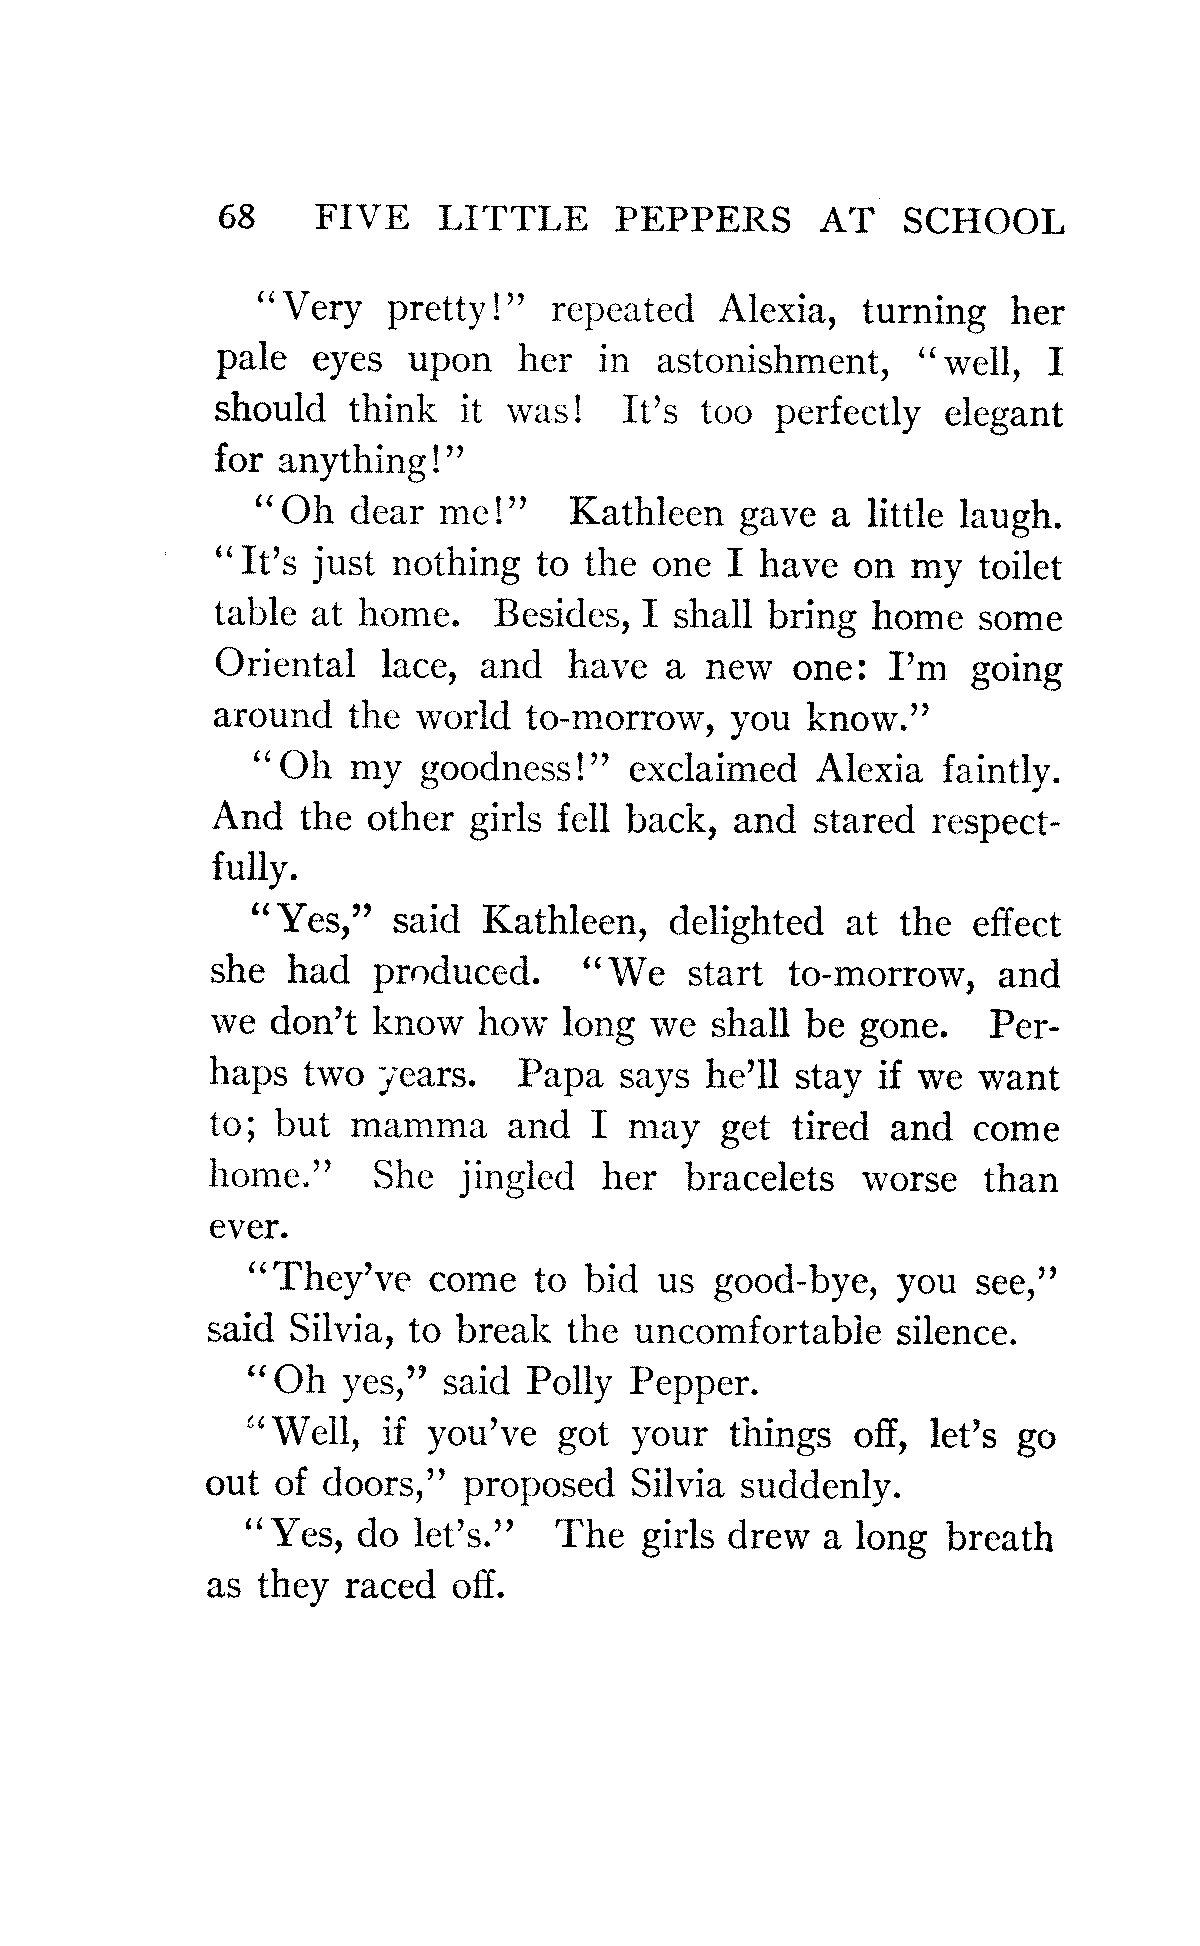 68 FIVE LITTLE PEPPERS AT SCHOOL
"Very pretty!" repeated Alexia, turning her
pale eyes upon her in astonishment, "well, I
should think it was! It's too perfectly elegant
for anything!"
"Oh dear me!" Kathleen gave a little laugh.
"It's just nothing to the one I have on my toilet
table at home. Besides, I shall bring home some
Oriental lace, and have a new one: I'm going
around the world to-morrow, you know."
"Oh my goodness!" exclaimed Alexia faintly.
And the other girls fell back, and stared respect-
fully.
"Yes," said Kathleen, delighted at the effect
she had produced. "We start to-morrow, and
we don't know how long we shall be gone. Per-
haps two years. Papa says he'll stay if we want
to; but mamma and I may get tired and come
home." She jingled her bracelets worse than
ever.
"They've come to bid us good-bye, you see,"
said Silvia, to break the uncomfortable silence.
"Oh yes," said Polly Pepper.
"Well, if you've got your things off, let's go
out of doors," proposed Silvia suddenly.
"Yes, do let's." The girls drew a long breath
as they raced off.